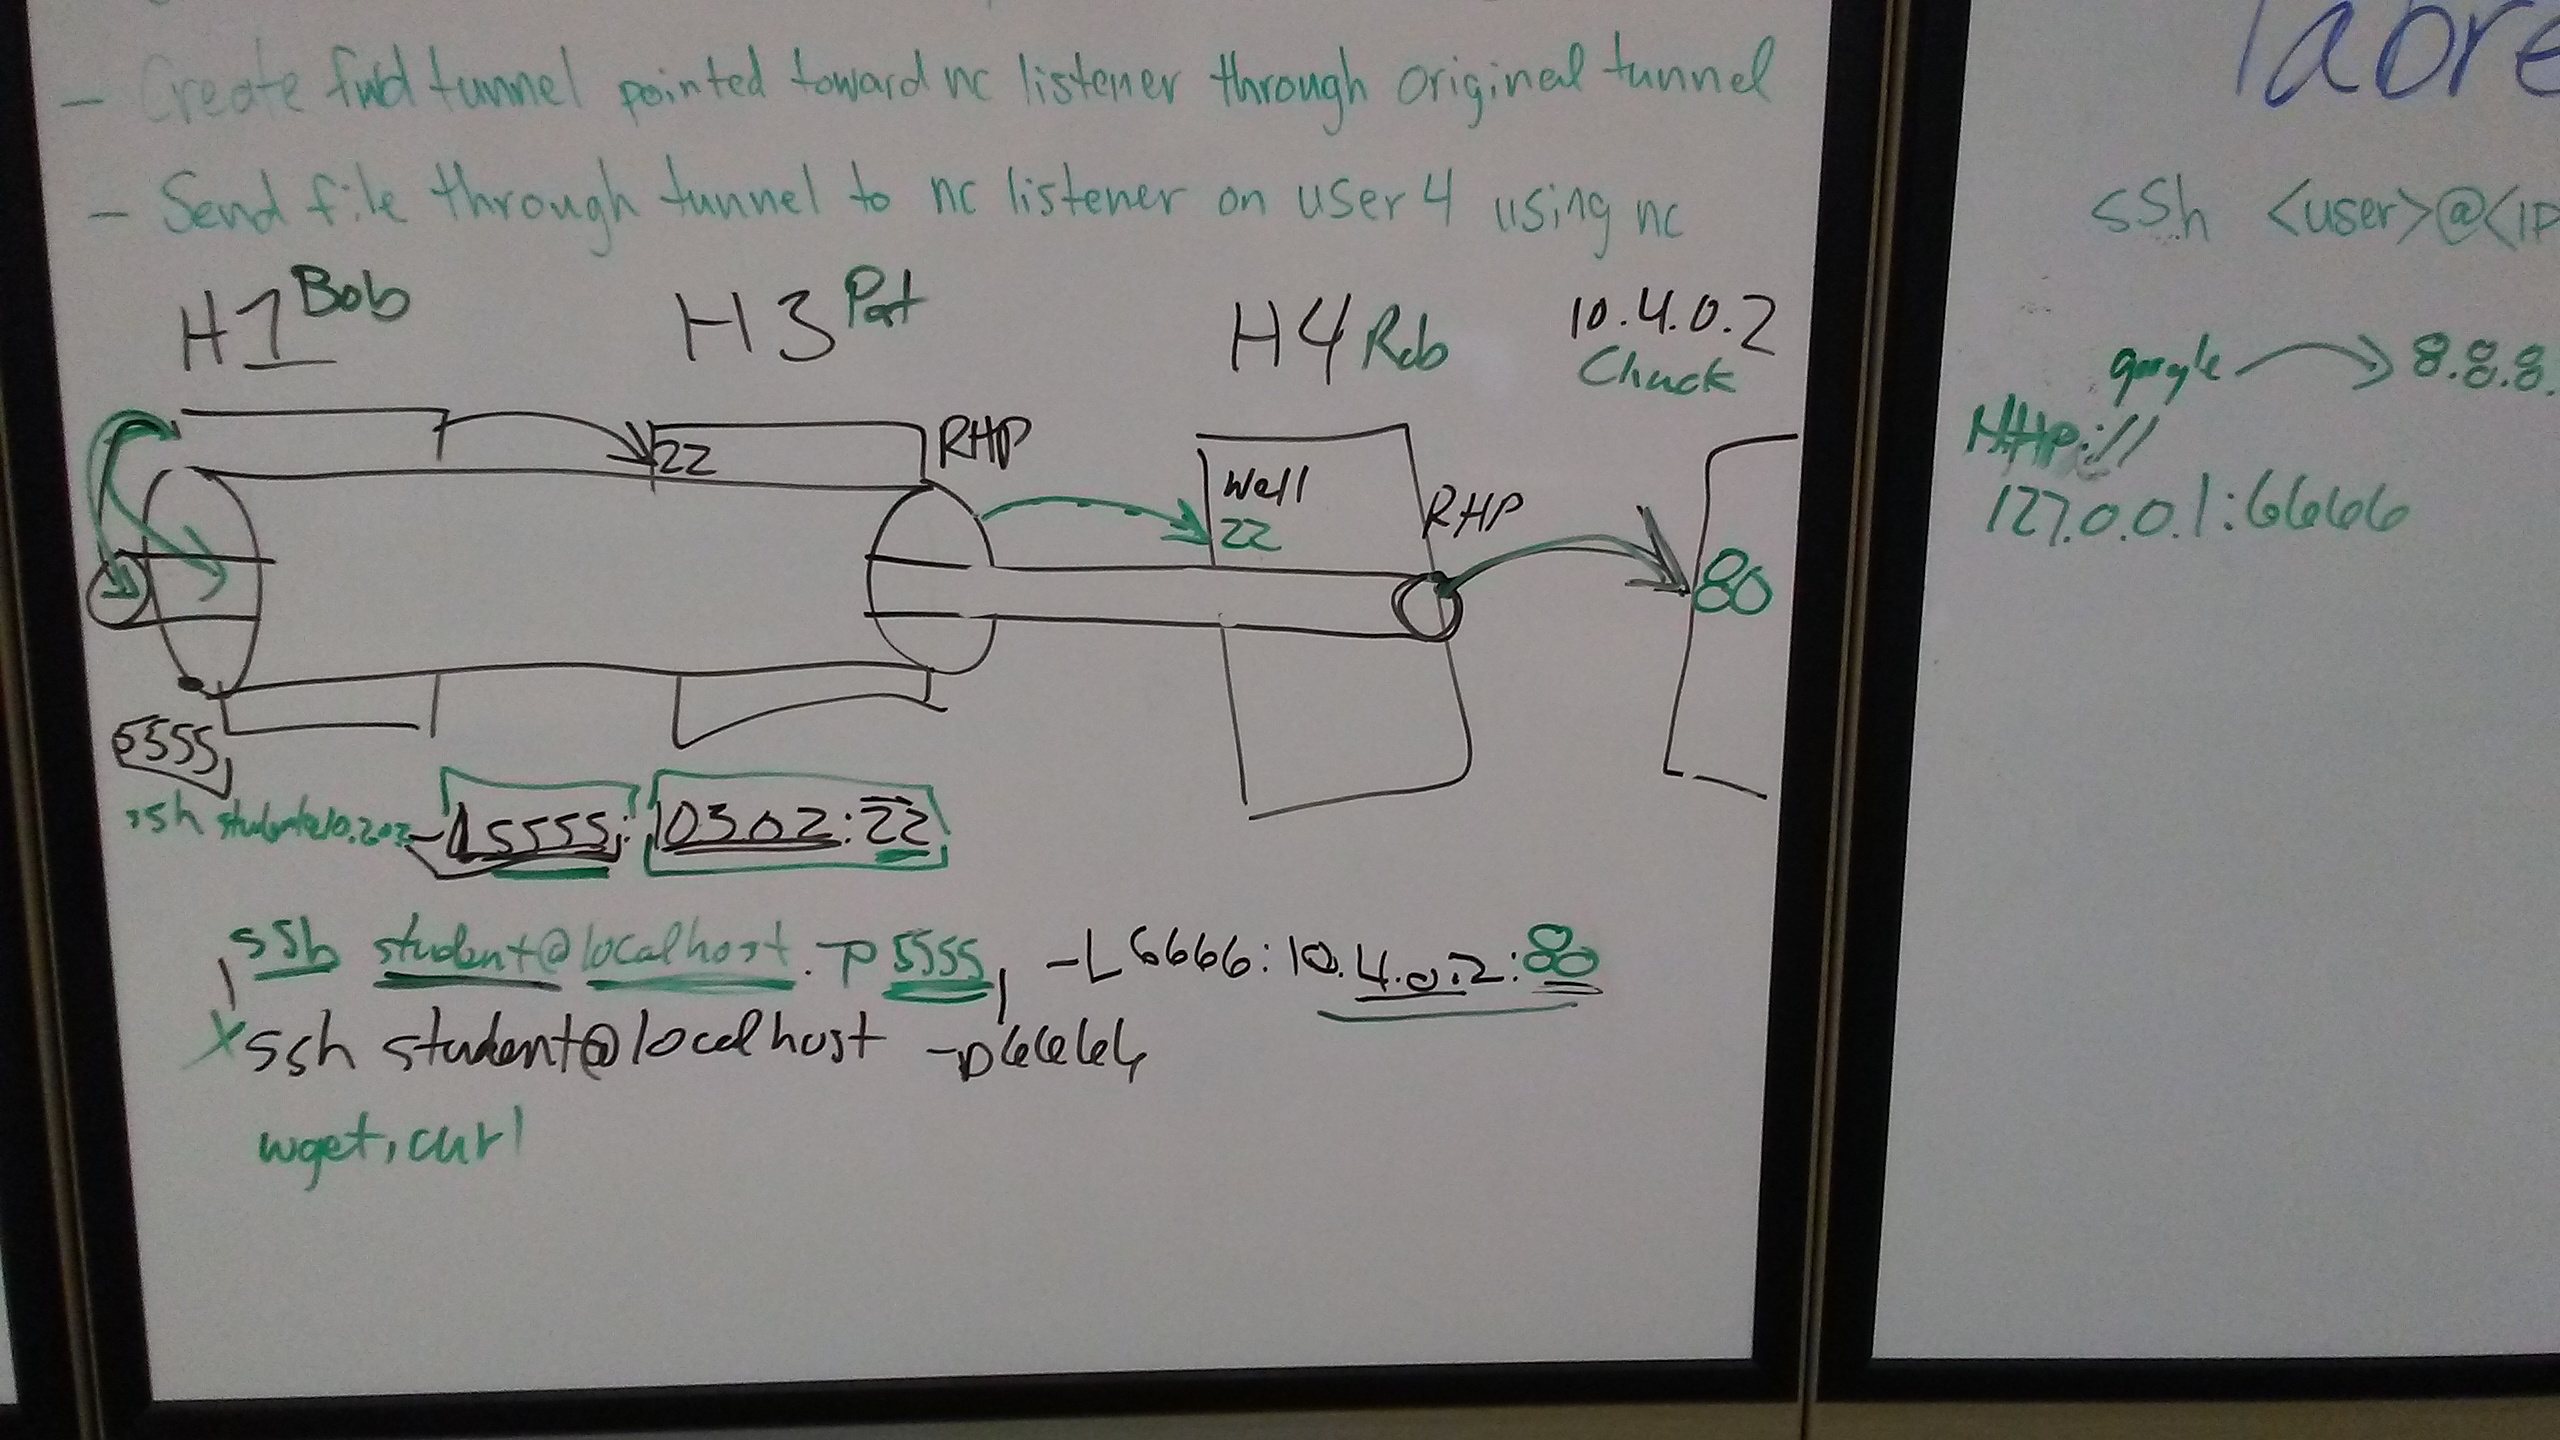 - Create fwd tunnel pointed toward nc listener through original tunnel
- Send file through tunnel to nc listener on user 4 using nc
H1 Bob
H3 Pat
H4 Rob
10.4.0.2
Chuck
22
RHP
Well
22
RHP
80
5555
ssh student@10.2.0.2 -L 5555: 10.3.0.2:22
ssh student@localhost -p 5555 -L 6666:10.4.0.2:80
x ssh student@localhost -p 6666
wget, curl
ssh <user>@<IP
google → 8.8.8.
http://
127.0.0.1:6666